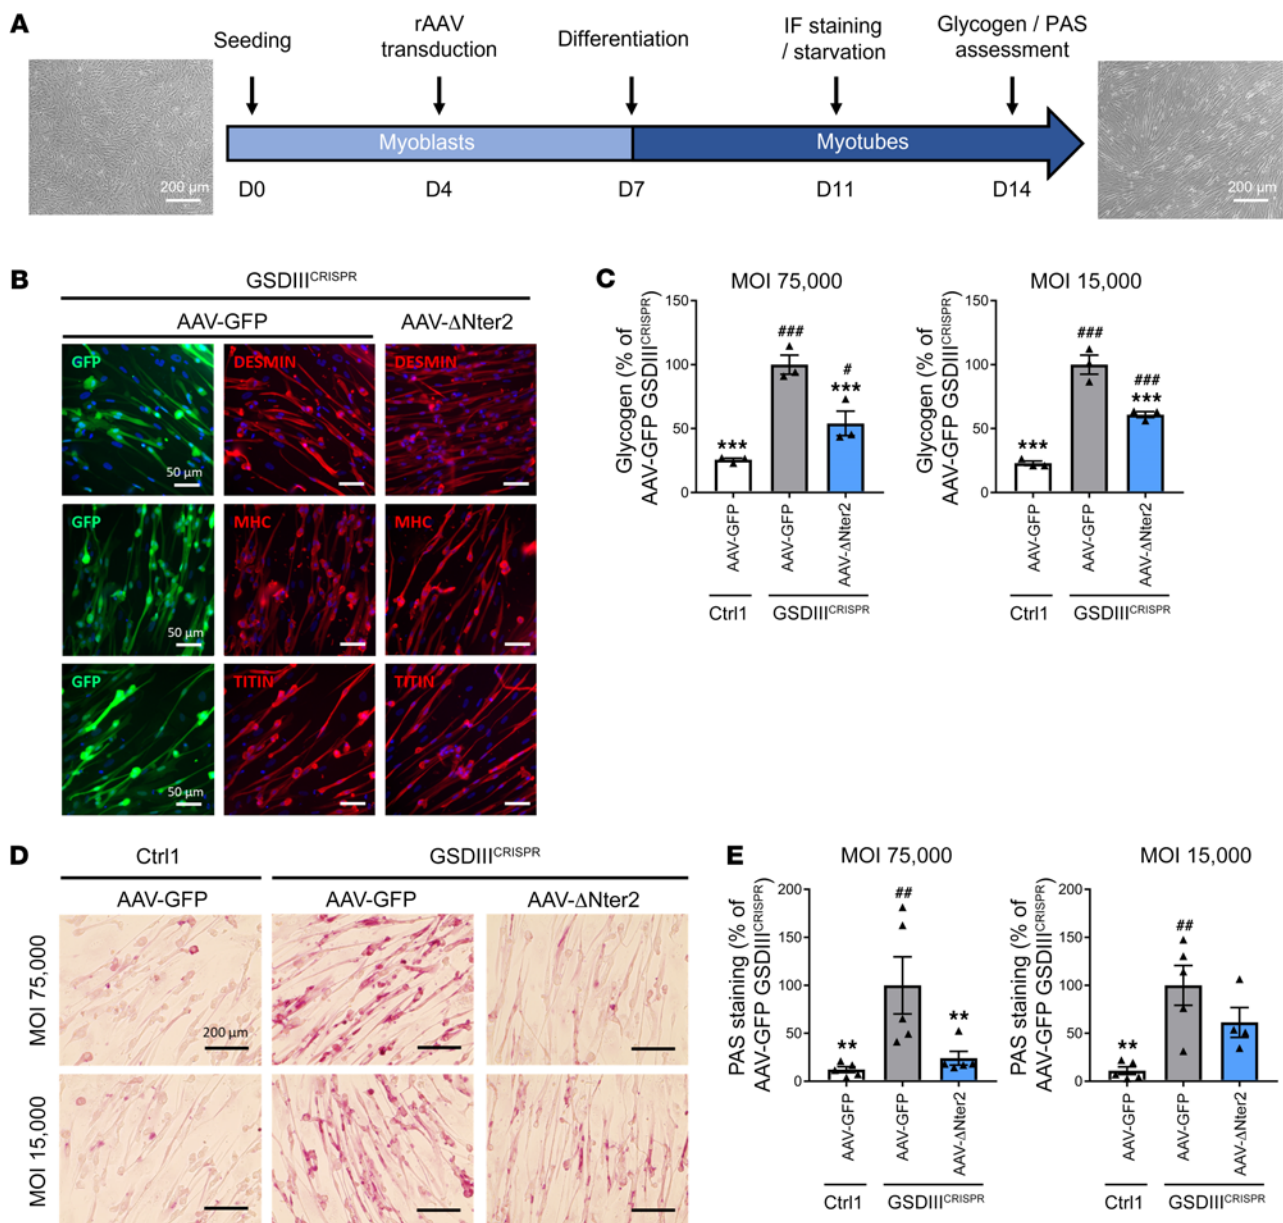 A
Seeding
rAAV
transduction
Differentiation
IF staining
/ starvation
Glycogen / PAS
assessment
200 µm
Myoblasts
Myotubes
200 µm
D0
D4
D7
D11
D14
B
GSDIII^CRISPR
AAV-GFP
AAV-ΔNter2
GFP
DESMIN
DESMIN
50 µm
GFP
MHC
MHC
50 µm
GFP
TITIN
TITIN
50 µm
C
MOI 75,000
Glycogen (% of
AAV-GFP GSDIII^CRISPR)
150
100
50
0
***
###
#
***
AAV-GFP
AAV-GFP
AAV-ΔNter2
Ctrl1
GSDIII^CRISPR
MOI 15,000
Glycogen (% of
AAV-GFP GSDIII^CRISPR)
150
100
50
0
***
###
###
***
AAV-GFP
AAV-GFP
AAV-ΔNter2
Ctrl1
GSDIII^CRISPR
D
Ctrl1
GSDIII^CRISPR
AAV-GFP
AAV-GFP
AAV-ΔNter2
MOI 75,000
200 µm
MOI 15,000
E
MOI 75,000
PAS staining (% of
AAV-GFP GSDIII^CRISPR)
200
150
100
50
0
**
##
**
AAV-GFP
AAV-GFP
AAV-ΔNter2
Ctrl1
GSDIII^CRISPR
MOI 15,000
PAS staining (% of
AAV-GFP GSDIII^CRISPR)
200
150
100
50
0
**
##
AAV-GFP
AAV-GFP
AAV-ΔNter2
Ctrl1
GSDIII^CRISPR